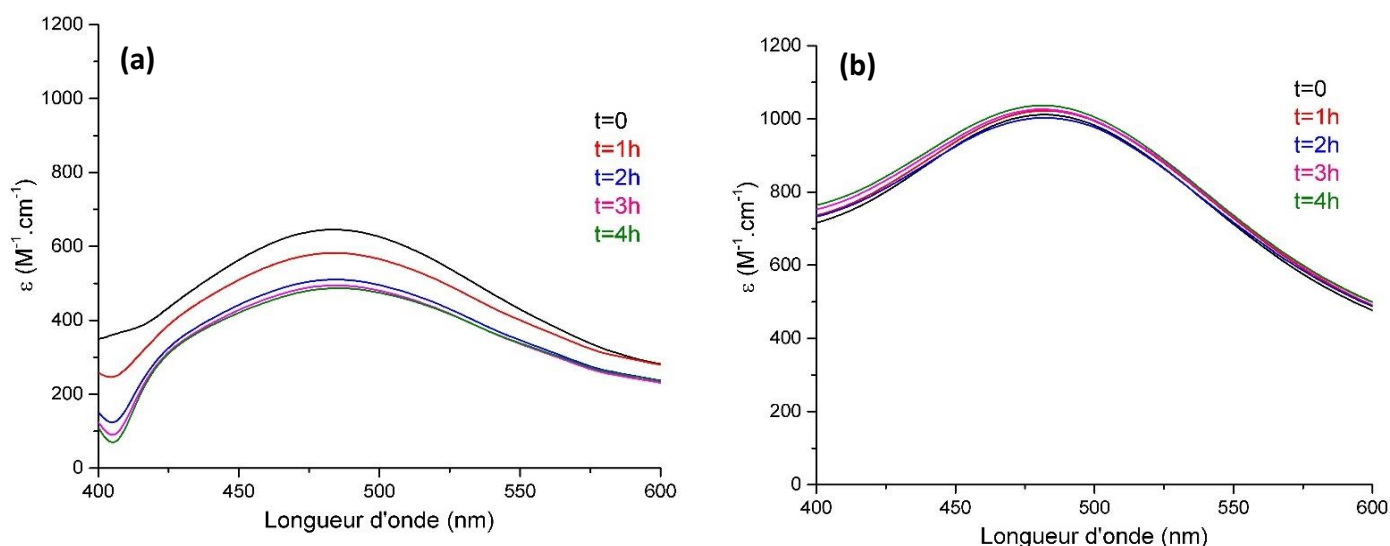 (a)
1200
1000
800
600
400
200
0
ε (M⁻¹.cm⁻¹)
t=0
t=1h
t=2h
t=3h
t=4h
400 450 500 550 600
Longueur d'onde (nm)
(b)
1200
1000
800
600
400
200
0
ε (M⁻¹.cm⁻¹)
t=0
t=1h
t=2h
t=3h
t=4h
400 450 500 550 600
Longueur d'onde (nm)